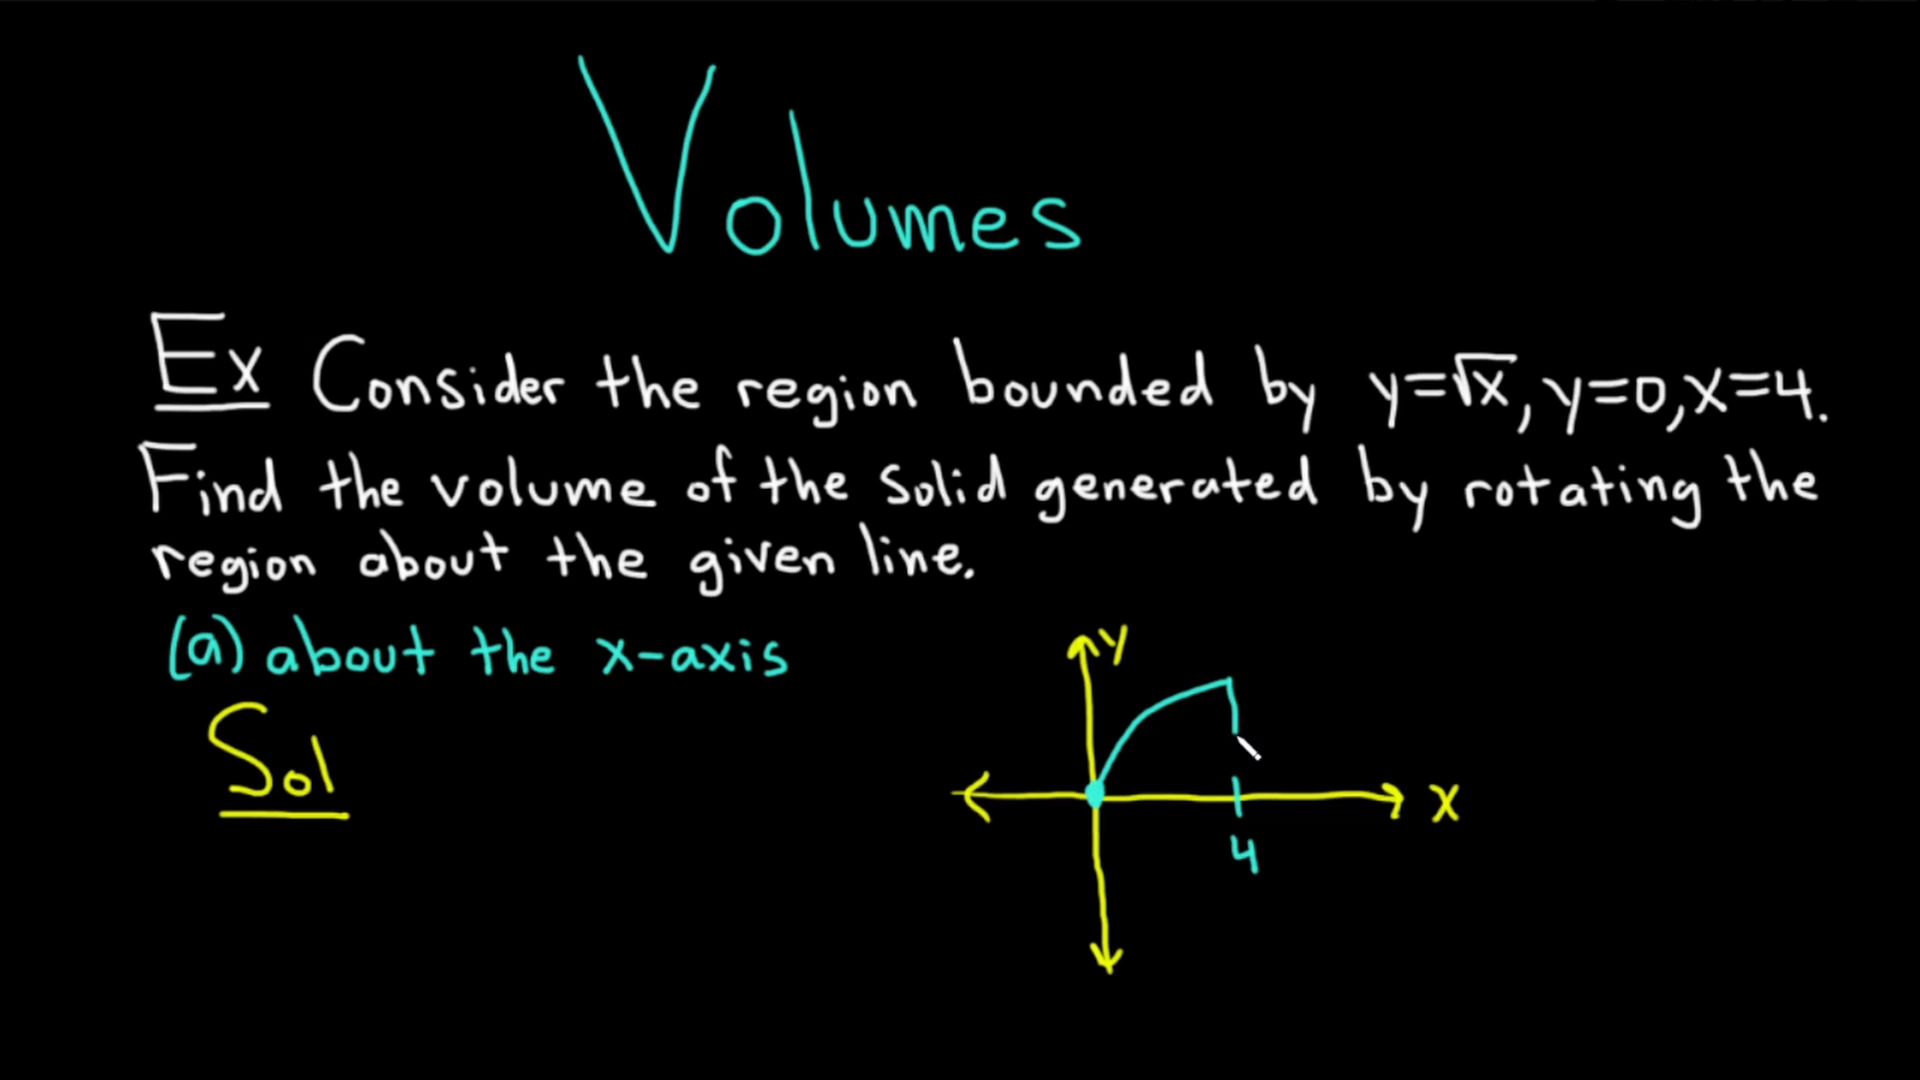 Volumes
Ex Consider the region bounded by y=√x, y=0, x=4.
Find the volume of the solid generated by rotating the
region about the given line.
(a) about the x-axis
Sol
y
x
4